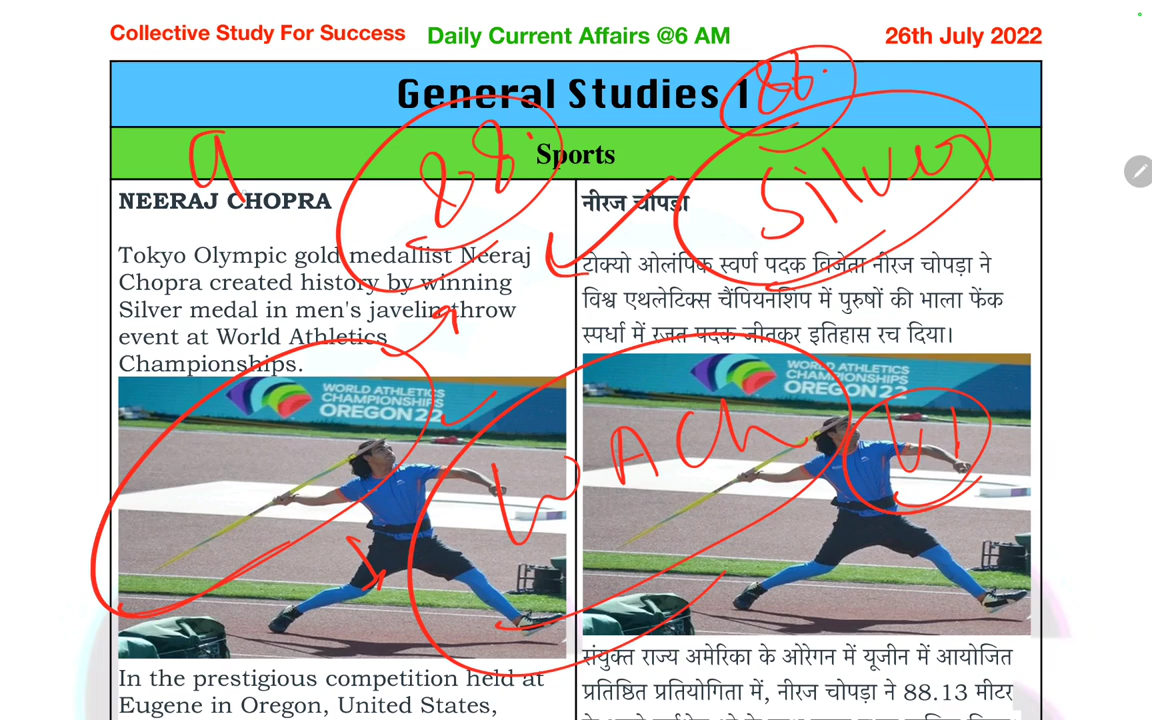 Collective Study For Success Daily Current Affairs @6 AM 26th July 2022
General Studies 1
86.
Sports
a
88.
Silver
NEERAJ CHOPRA
Tokyo Olympic gold medallist Neeraj
Chopra created history by winning
Silver medal in men's javelin throw
event at World Athletics
Championships.
WORLD ATHLETICS
CHAMPIONSHIPS
OREGON22
In the prestigious competition held at
Eugene in Oregon, United States,
नीरज चोपड़ा
टोक्यो ओलंपिक स्वर्ण पदक विजेता नीरज चोपड़ा ने
विश्व एथलेटिक्स चैंपियनशिप में पुरुषों की भाला फेंक
स्पर्धा में रजत पदक जीतकर इतिहास रच दिया।
WORLD ATHLETICS
CHAMPIONSHIPS
OREGON22
W A Ch
संयुक्त राज्य अमेरिका के ओरेगन में यूजीन में आयोजित
प्रतिष्ठित प्रतियोगिता में, नीरज चोपड़ा ने 88.13 मीटर